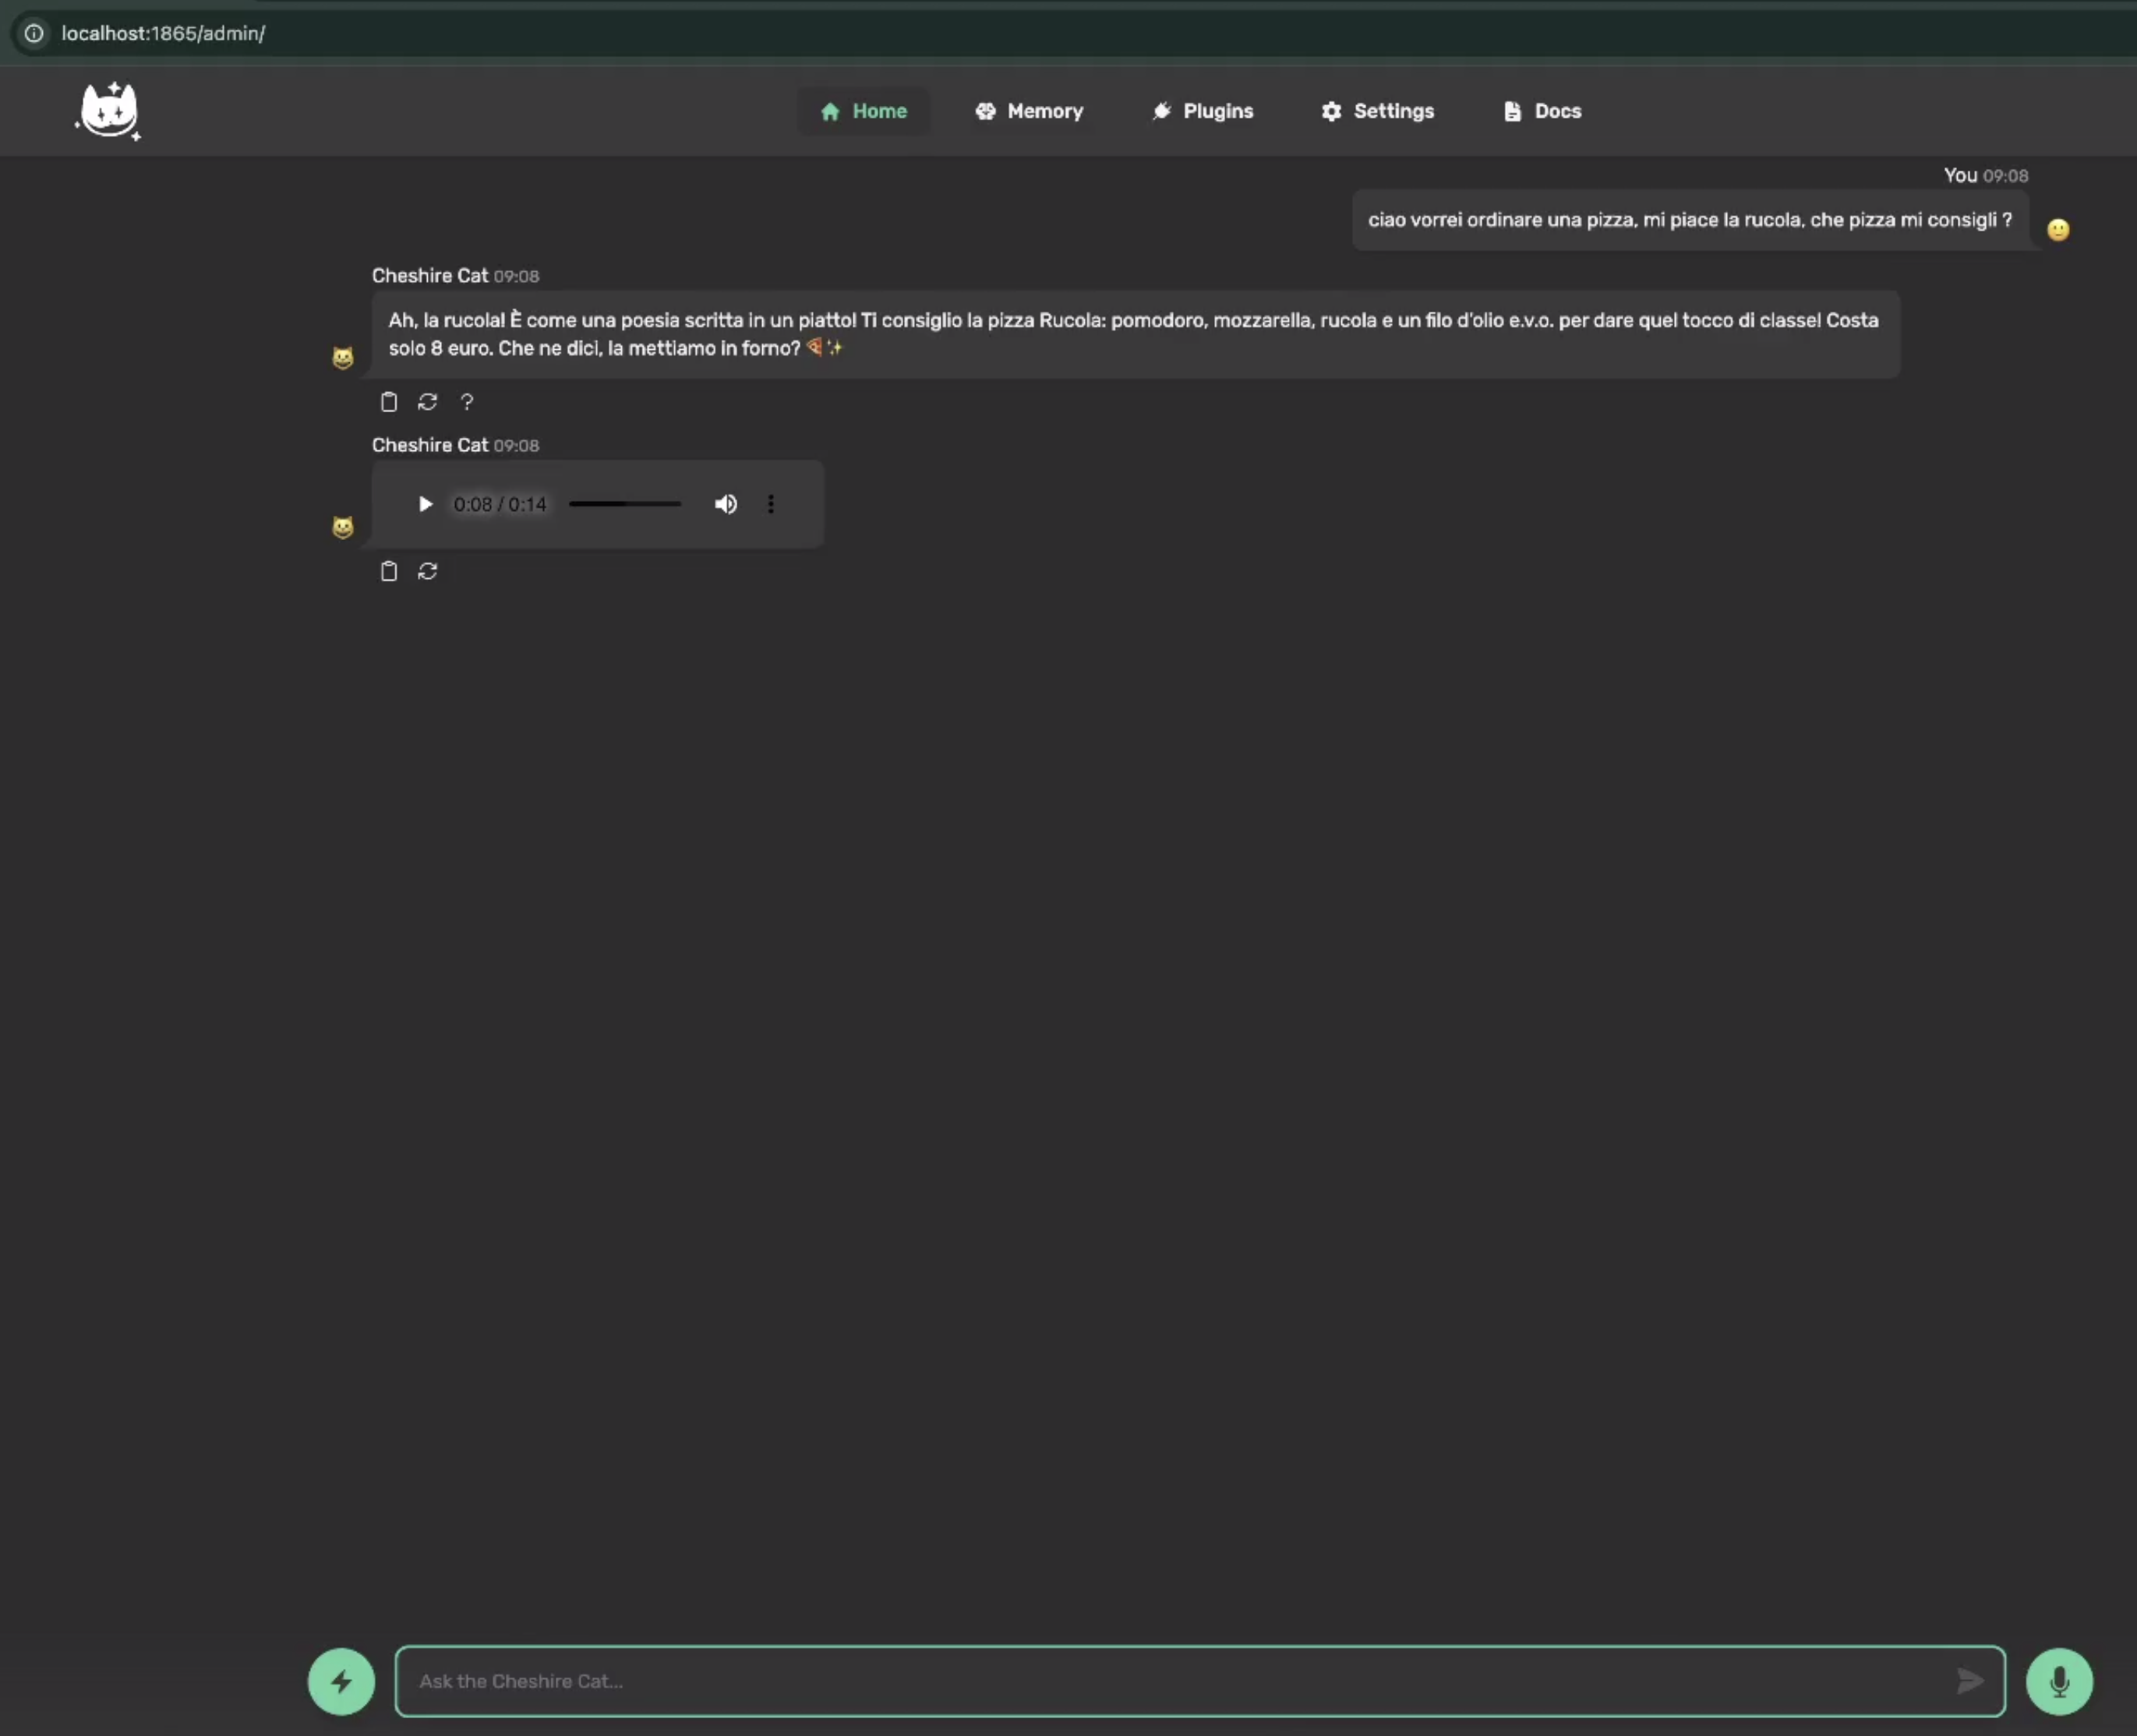 localhost:1865/admin/
Home Memory Plugins Settings Docs
You 09:08
ciao vorrei ordinare una pizza, mi piace la rucola, che pizza mi consigli ?
Cheshire Cat 09:08
Ah, la rucola! È come una poesia scritta in un piatto! Ti consiglio la pizza Rucola: pomodoro, mozzarella, rucola e un filo d'olio e.v.o. per dare quel tocco di classe! Costa
solo 8 euro. Che ne dici, la mettiamo in forno? 🍕✨
?
Cheshire Cat 09:08
0:08 / 0:14
Ask the Cheshire Cat...